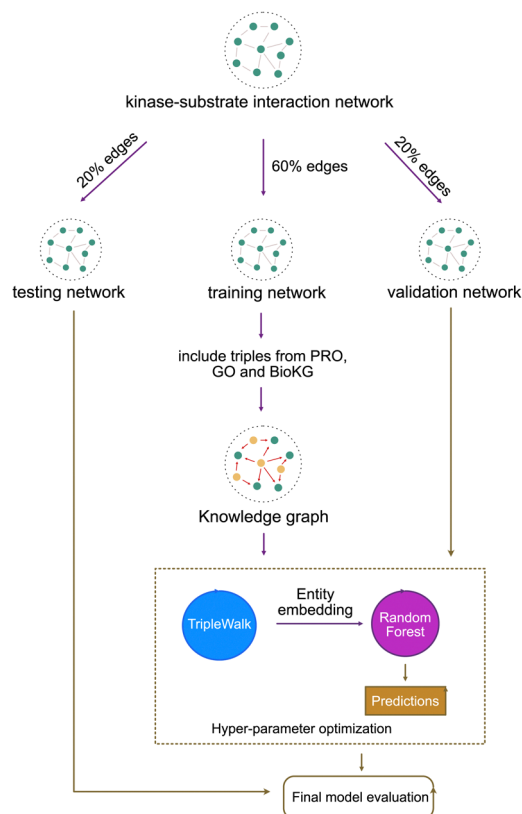 kinase-substrate interaction network
20% edges
60% edges
20% edges
testing network
training network
validation network
include triples from PRO,
GO and BioKG
Knowledge graph
TripleWalk
Entity
embedding
Random
Forest
Predictions
Hyper-parameter optimization
Final model evaluation